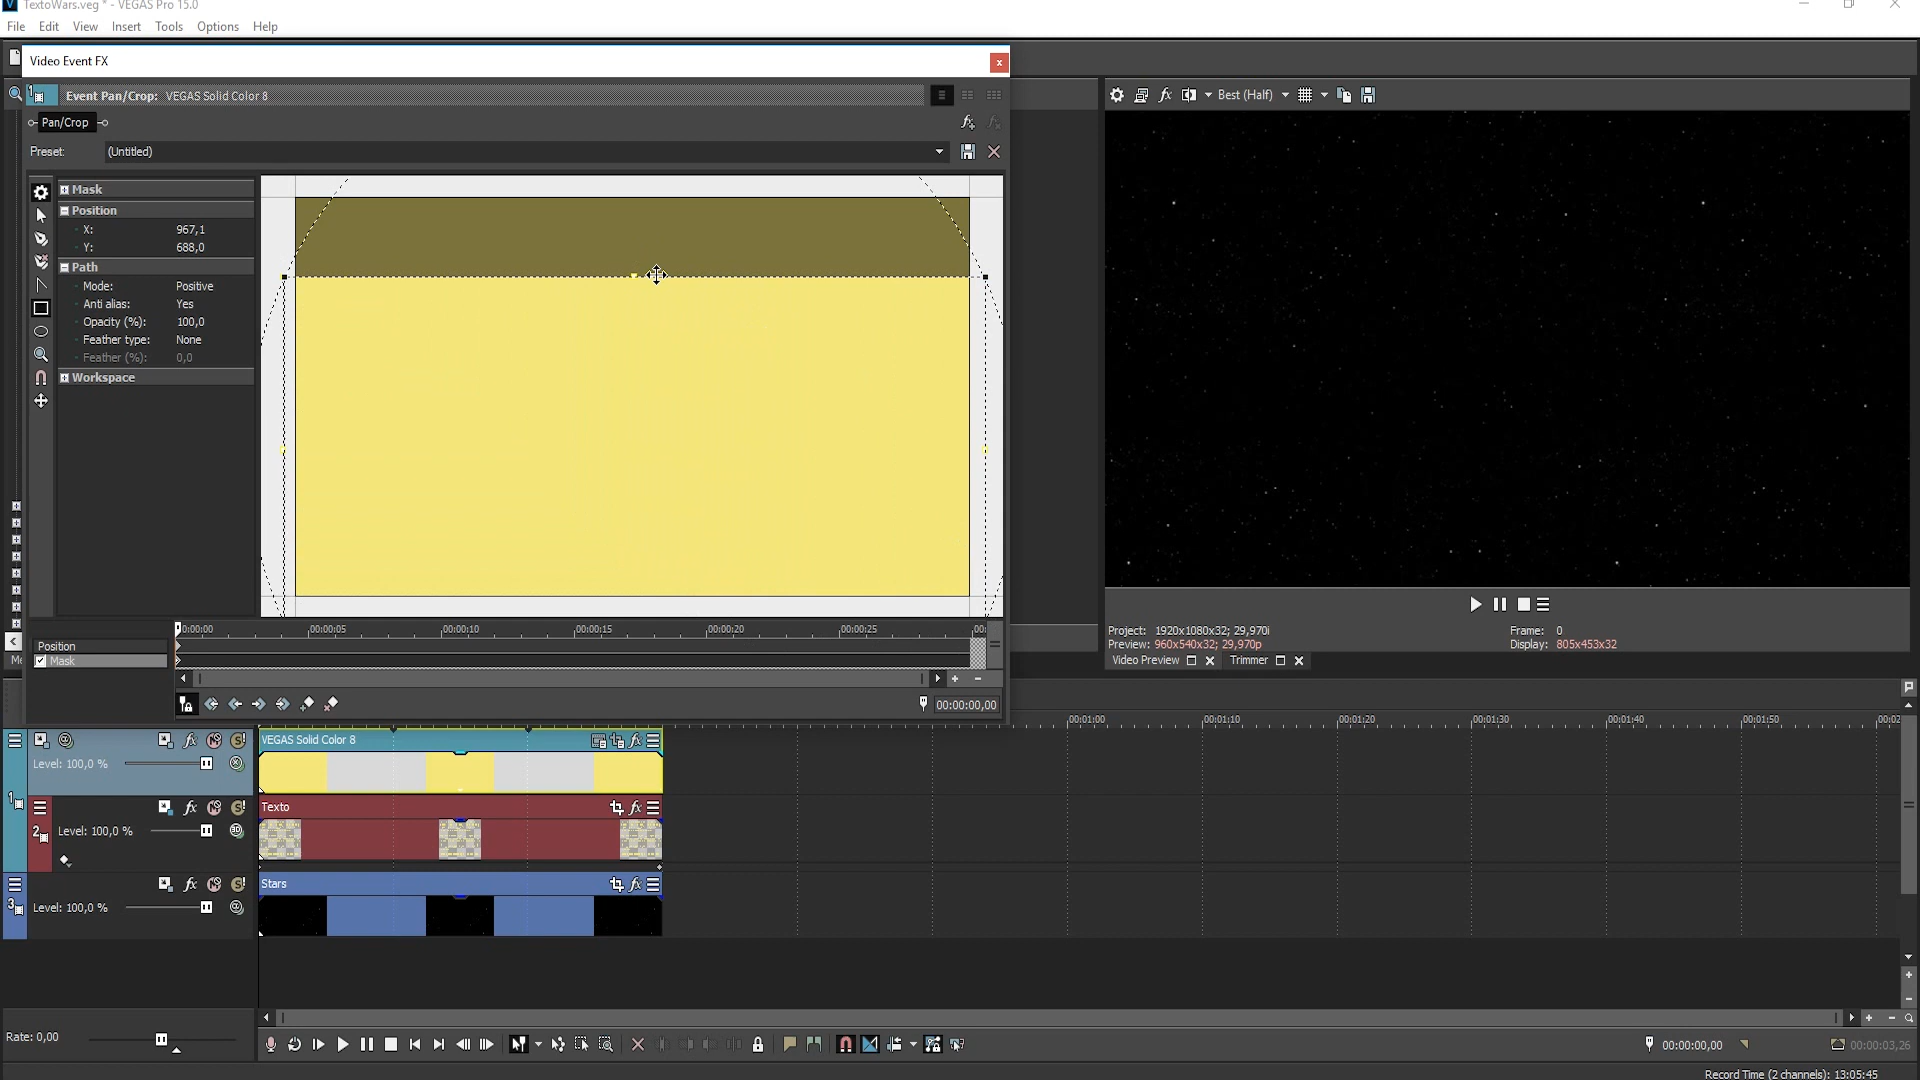 TextoWars.veg * - VEGAS Pro 15.0
File Edit View Insert Tools Options Help
Video Event FX
Event Pan/Crop: VEGAS Solid Color 8
Pan/Crop
Preset: (Untitled)
Best (Half)
Mask
Position
X: 967,1
Y: 688,0
Path
Mode: Positive
Anti alias: Yes
Opacity (%): 100,0
Feather type: None
Feather (%): 0,0
Workspace
00:00:05 00:00:10 00:00:15 00:00:20 00:00:25
Position
Mask
00:00:00,00
Project: 1920x1080x32; 29,970i
Frame: 0
Preview: 960x540x32; 29,970p
Display: 805x453x32
Video Preview
Trimmer
00:01:00 00:01:10 00:01:20 00:01:30 00:01:40 00:01:50
1
Level: 100,0 %
VEGAS Solid Color 8
2
Level: 100,0 %
Texto
3
Level: 100,0 %
Stars
Rate: 0,00
00:00:00,00
00:00:03,26
Record Time (2 channels): 13:05:45